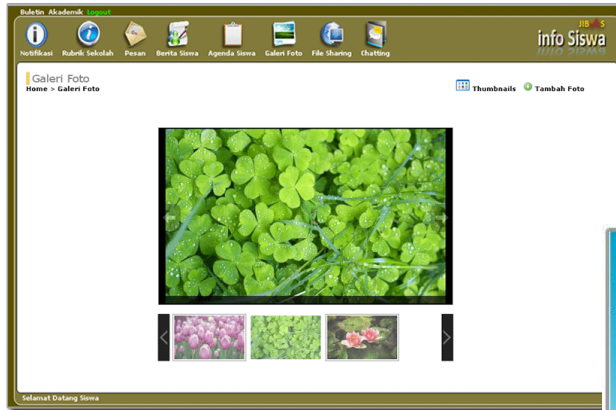 Buletin Akademik Logout
JIBAS
info Siswa
Notifikasi Rubrik Sekolah Pesan Berita Siswa Agenda Siswa Galeri Foto File Sharing Chatting
Galeri Foto
Home > Galeri Foto
Thumbnails Tambah Foto
Selamat Datang Siswa